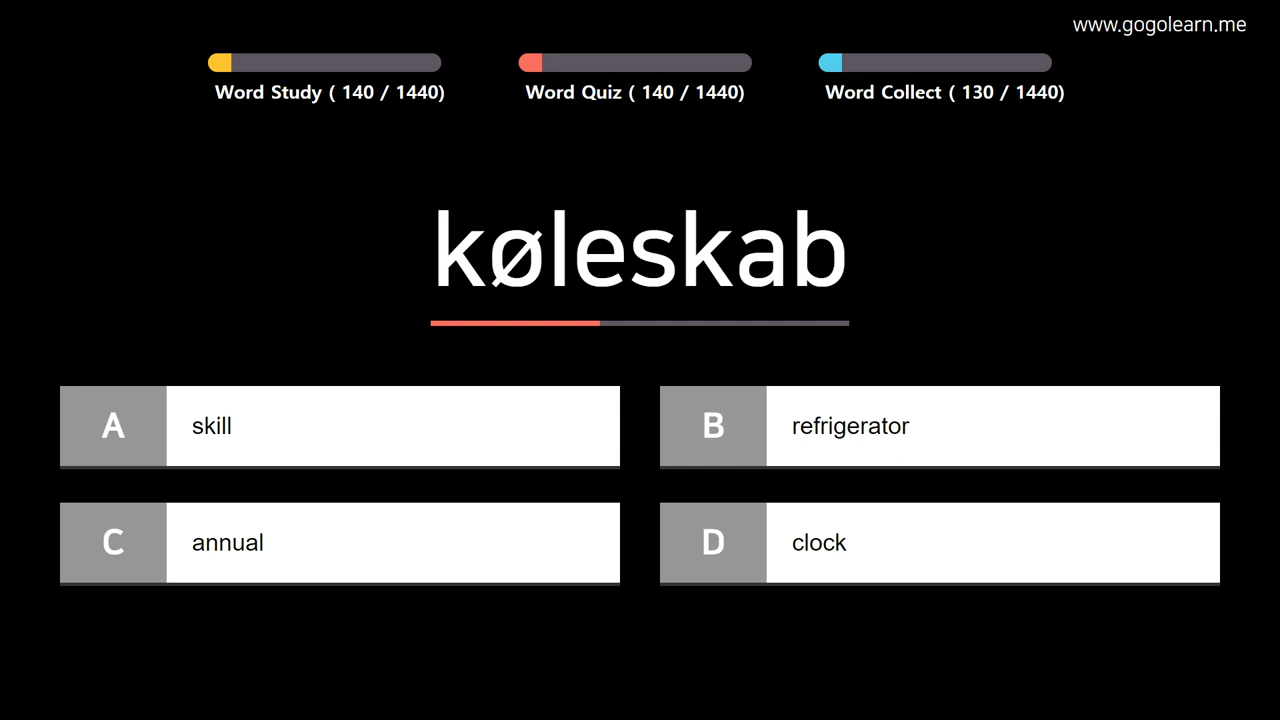 www.gogolearn.me
Word Study ( 140 / 1440)
Word Quiz ( 140 / 1440)
Word Collect ( 130 / 1440)
køleskab
A skill
B refrigerator
C annual
D clock